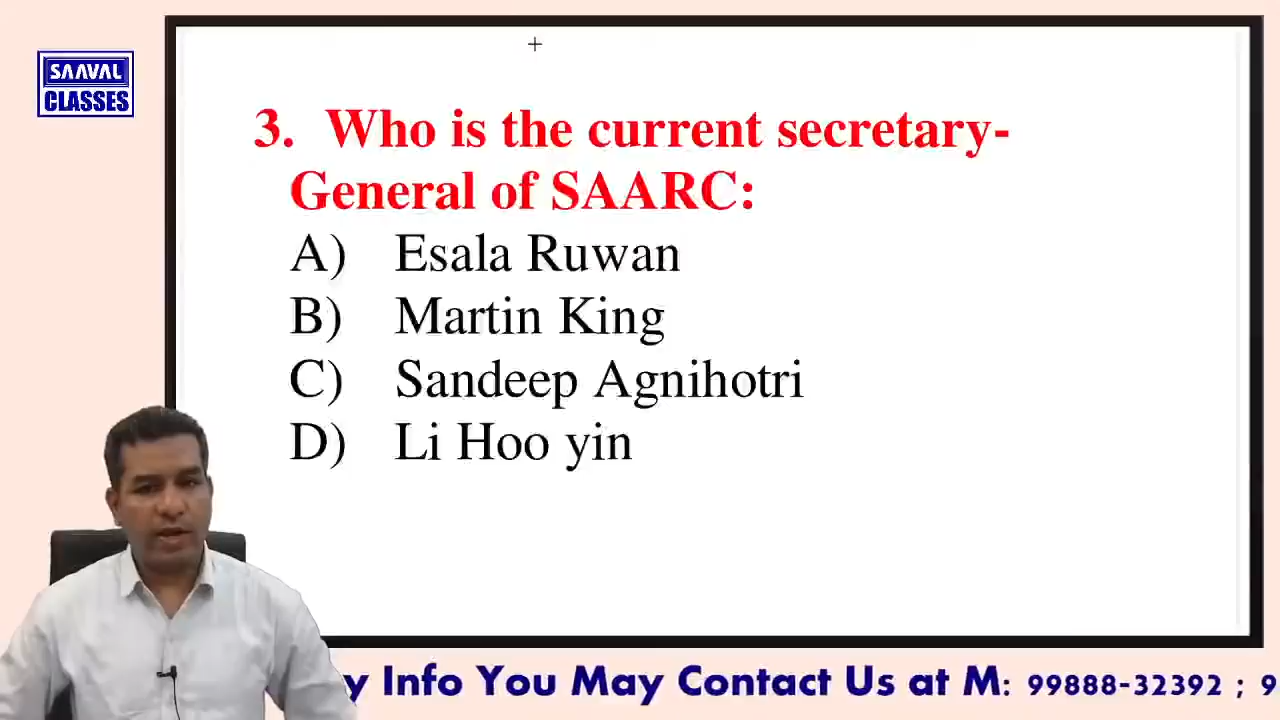 SAAVAL
CLASSES
3. Who is the current secretary-
General of SAARC:
A) Esala Ruwan
B) Martin King
C) Sandeep Agnihotri
D) Li Hoo yin
y Info You May Contact Us at M: 99888-32392 ; 9